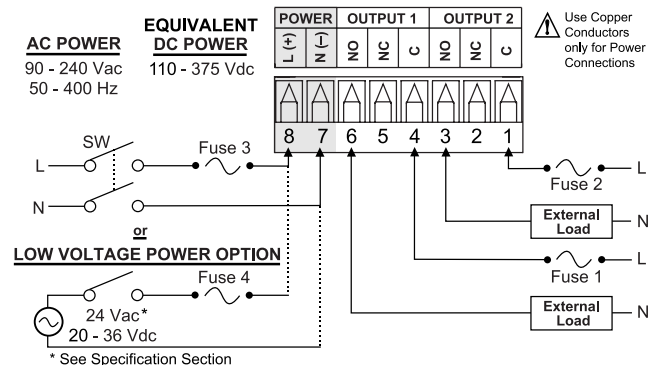 AC POWER
90 - 240 Vac
50 - 400 Hz
EQUIVALENT
DC POWER
110 - 375 Vdc
POWER OUTPUT 1 OUTPUT 2
L (+) N (–) NO NC C NO NC C
8 7 6 5 4 3 2 1
Use Copper
Conductors
only for Power
Connections
SW
Fuse 3
L
N
or
LOW VOLTAGE POWER OPTION
Fuse 4
24 Vac*
20 - 36 Vdc
* See Specification Section
L
Fuse 2
External
Load
N
L
Fuse 1
External
Load
N